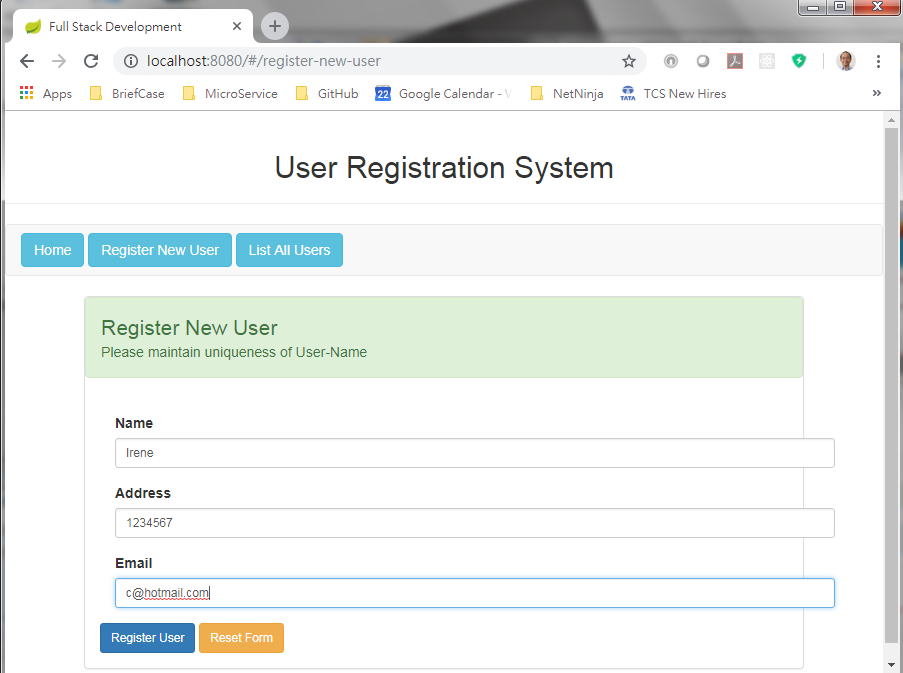 Full Stack Development
localhost:8080/#/register-new-user
Apps BriefCase MicroService GitHub 22 Google Calendar - NetNinja TATA TCS New Hires »
User Registration System
Home Register New User List All Users
Register New User
Please maintain uniqueness of User-Name
Name
Irene
Address
1234567
Email
c@hotmail.com
Register User Reset Form